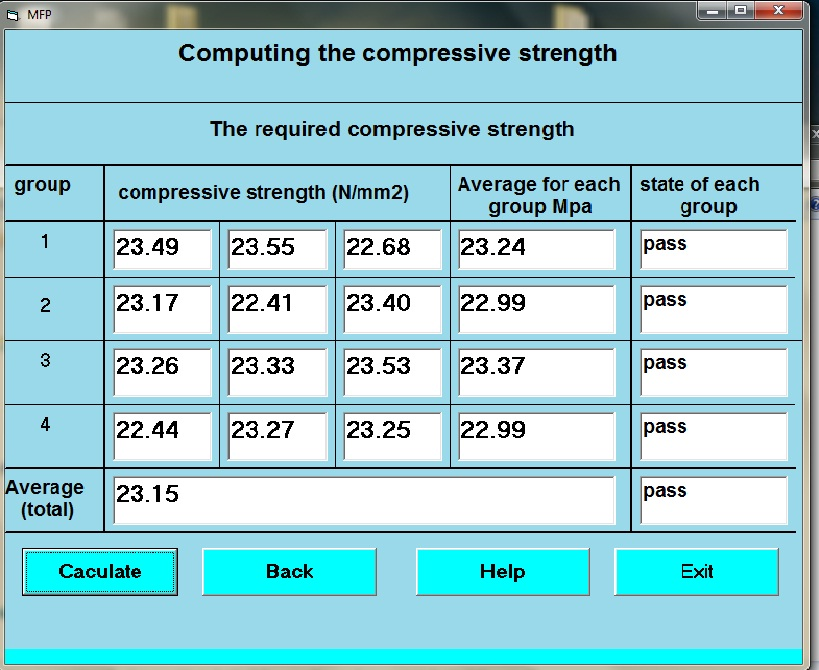 MFP
Computing the compressive strength
The required compressive strength
group compressive strength (N/mm2) Average for each group Mpa state of each group
1 23.49 23.55 22.68 23.24 pass
2 23.17 22.41 23.40 22.99 pass
3 23.26 23.33 23.53 23.37 pass
4 22.44 23.27 23.25 22.99 pass
Average (total) 23.15 pass
Caculate Back Help Exit